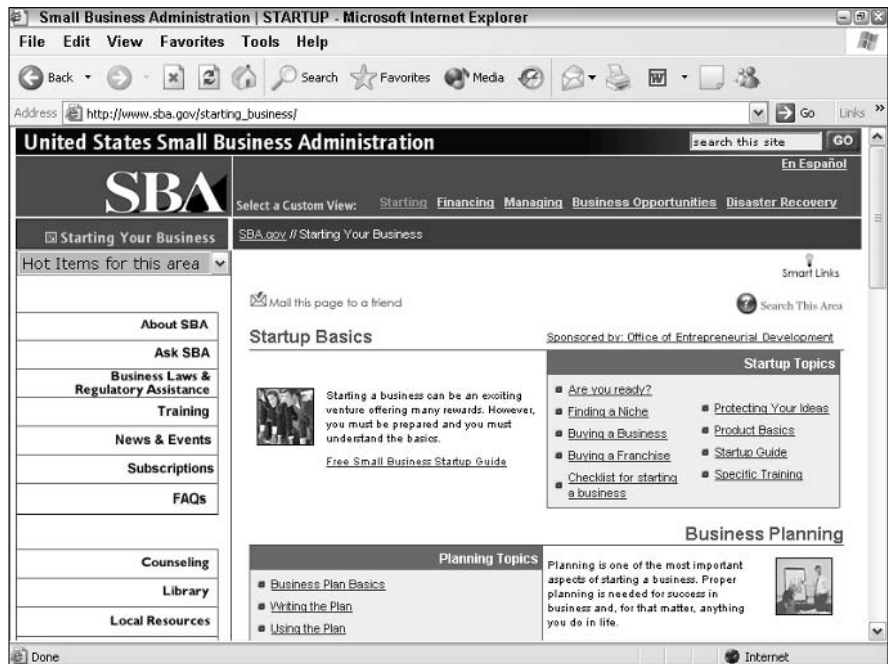 Small Business Administration | STARTUP - Microsoft Internet Explorer
File Edit View Favorites Tools Help
Back Search Favorites Media
Address http://www.sba.gov/starting_business/ Go Links »
United States Small Business Administration search this site GO
En Español
SBA
Select a Custom View: Starting Financing Managing Business Opportunities Disaster Recovery
Starting Your Business
SBA.gov // Starting Your Business
Hot Items for this area
Smart Links
Mail this page to a friend
Search This Area
About SBA
Ask SBA
Business Laws &
Regulatory Assistance
Training
News & Events
Subscriptions
FAQs
Counseling
Library
Local Resources
Startup Basics
Starting a business can be an exciting
venture offering many rewards. However,
you must be prepared and you must
understand the basics.
Free Small Business Startup Guide
Sponsored by: Office of Entrepreneurial Development
Startup Topics
Are you ready?
Finding a Niche
Buying a Business
Buying a Franchise
Checklist for starting
a business
Protecting Your Ideas
Product Basics
Startup Guide
Specific Training
Business Planning
Planning Topics
Business Plan Basics
Writing the Plan
Using the Plan
Planning is one of the most important
aspects of starting a business. Proper
planning is needed for success in
business and, for that matter, anything
you do in life.
Done
Internet